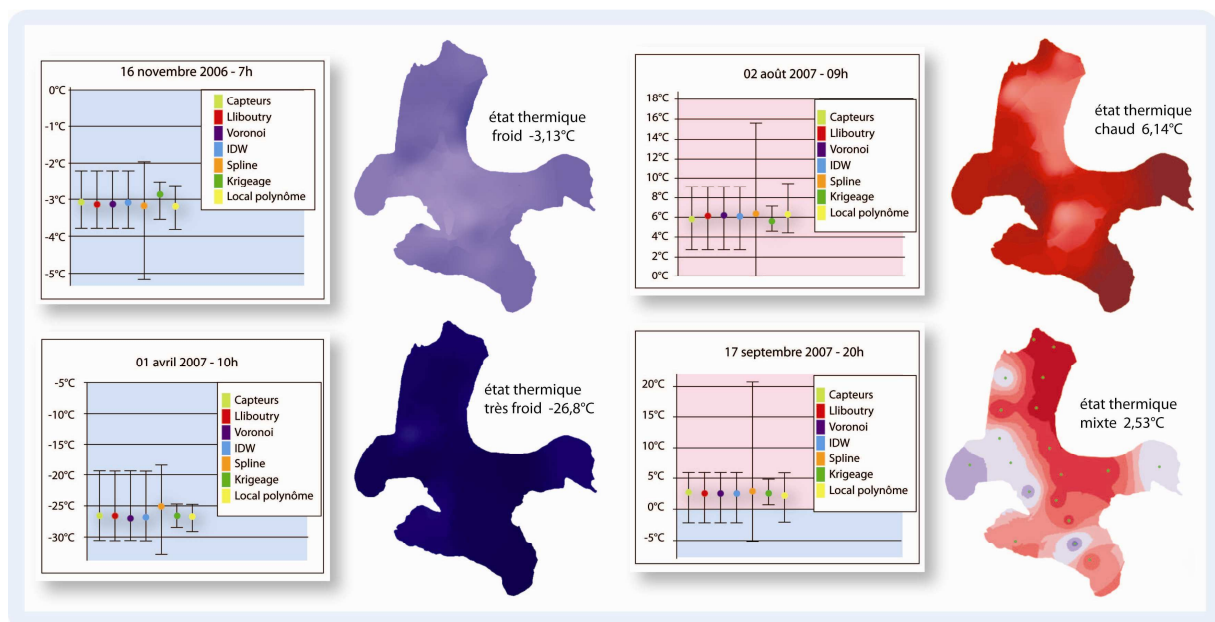 16 novembre 2006 - 7h
0°C
-1°C
-2°C
-3°C
-4°C
-5°C
Capteurs
Lliboutry
Voronoi
IDW
Spline
Krigeage
Local polynôme
état thermique
froid -3,13°C
02 août 2007 - 09h
18°C
16°C
14°C
12°C
10°C
8°C
6°C
4°C
2°C
0°C
Capteurs
Lliboutry
Voronoi
IDW
Spline
Krigeage
Local polynôme
état thermique
chaud 6,14°C
01 avril 2007 - 10h
-5°C
-10°C
-15°C
-20°C
-25°C
-30°C
Capteurs
Lliboutry
Voronoi
IDW
Spline
Krigeage
Local polynôme
état thermique
très froid -26,8°C
17 septembre 2007 - 20h
20°C
15°C
10°C
5°C
0°C
-5°C
Capteurs
Lliboutry
Voronoi
IDW
Spline
Krigeage
Local polynôme
état thermique
mixte 2,53°C